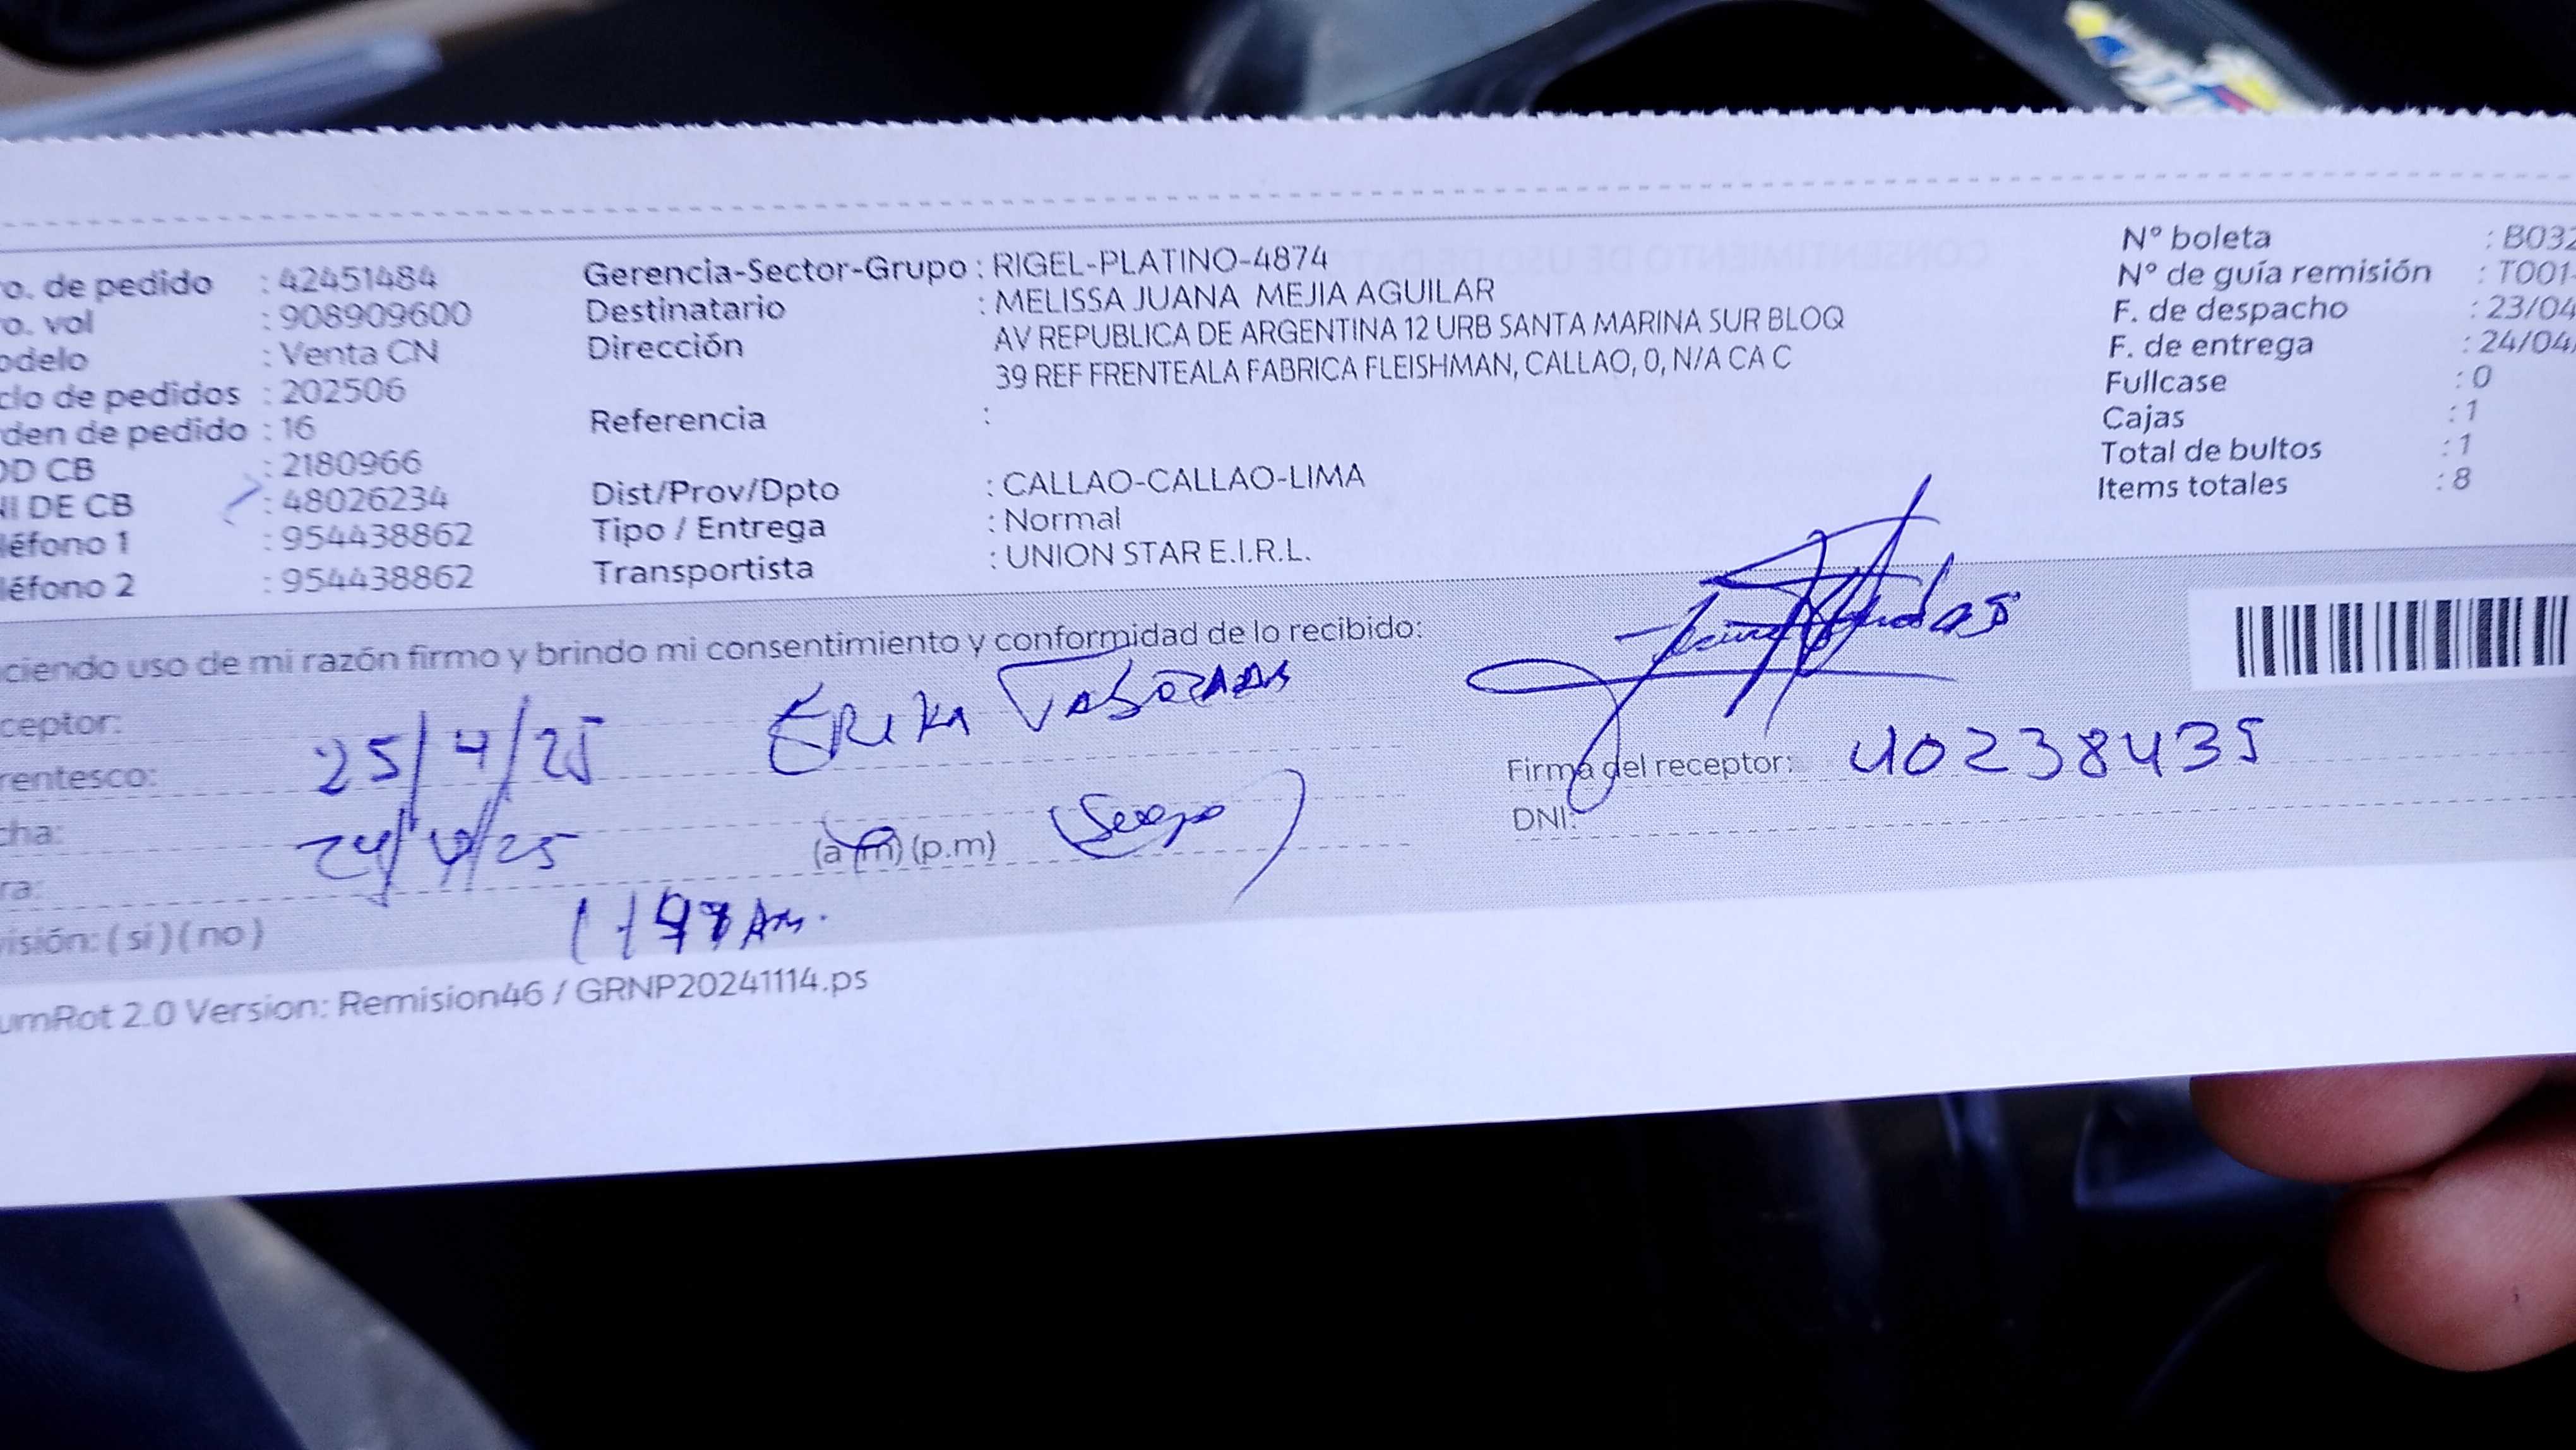 o. de pedido : 42451484
o. vol : 908909600
odelo : Venta CN
clo de pedidos : 202506
den de pedido : 16
OD CB : 2180966
NI DE CB : 48026234
léfono 1 : 954438862
léfono 2 : 954438862
Gerencia-Sector-Grupo : RIGEL-PLATINO-4874
Destinatario : MELISSA JUANA MEJIA AGUILAR
Dirección AV REPUBLICA DE ARGENTINA 12 URB SANTA MARINA SUR BLOQ
39 REF FRENTEALA FABRICA FLEISHMAN, CALLAO, 0, N/A CA C
Referencia :
Dist/Prov/Dpto : CALLAO-CALLAO-LIMA
Tipo / Entrega : Normal
Transportista : UNION STAR E.I.R.L.
N° boleta : B032
N° de guía remisión : T001-
F. de despacho : 23/04
F. de entrega : 24/04/
Fullcase : 0
Cajas : 1
Total de bultos : 1
Items totales : 8
ciendo uso de mi razón firmo y brindo mi consentimiento y conformidad de lo recibido:
ceptor: ERIKA
rentesco: 25/4/25
cha: 24/4/25
(a.m) (p.m)
ra:
visión: ( si ) ( no )
Firma del receptor: 40238435
DNI:
umRot 2.0 Version: Remision46 / GRNP20241114.ps